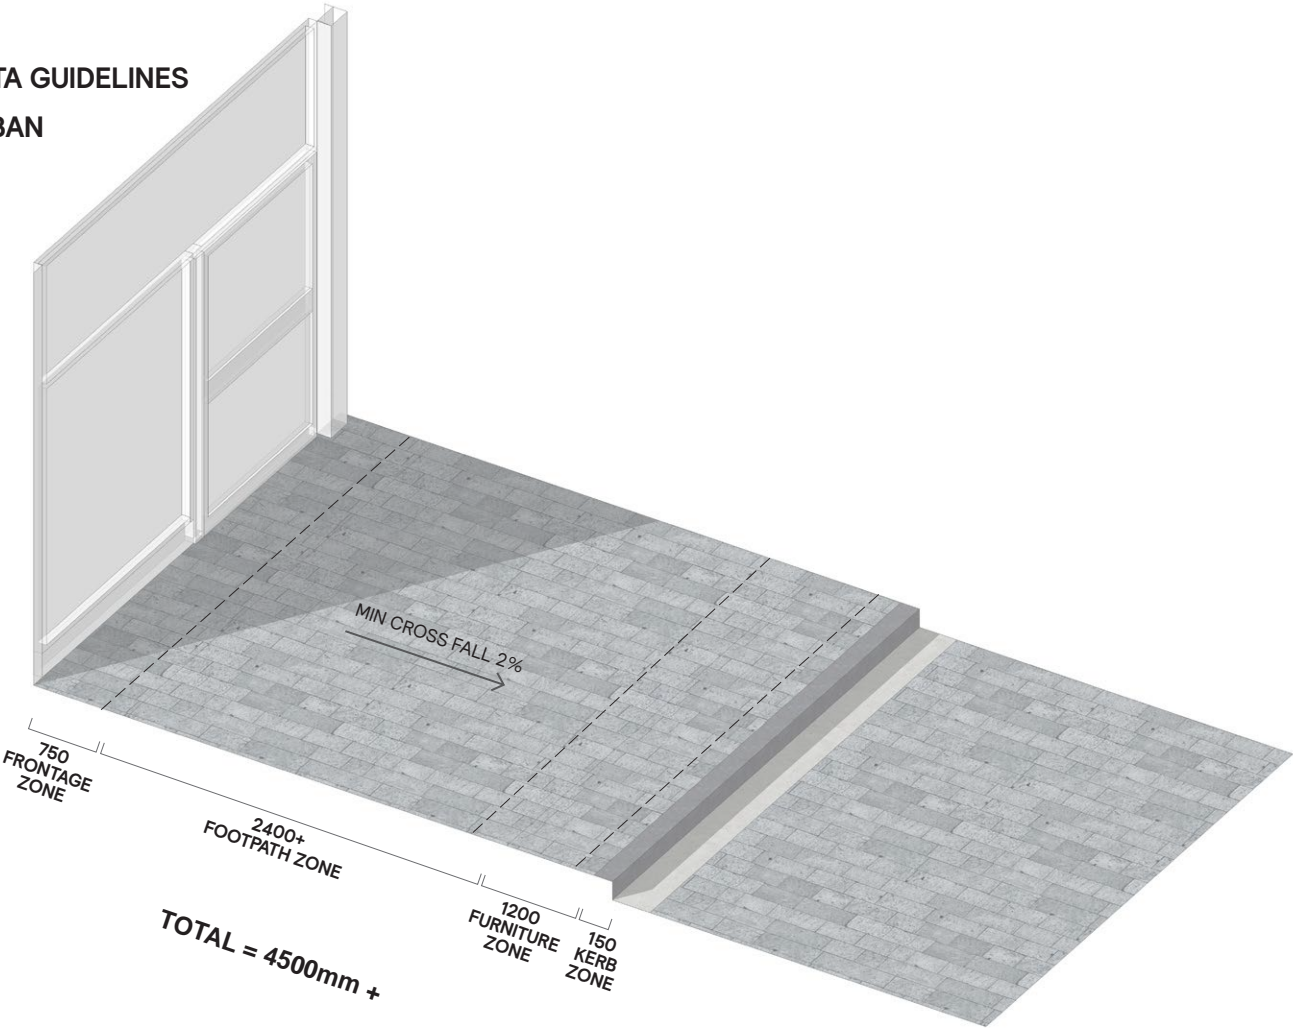 TA GUIDELINES
BAN
MIN CROSS FALL 2%
750
FRONTAGE
ZONE
2400+
FOOTPATH ZONE
1200
FURNITURE
ZONE
150
KERB
ZONE
TOTAL = 4500mm +